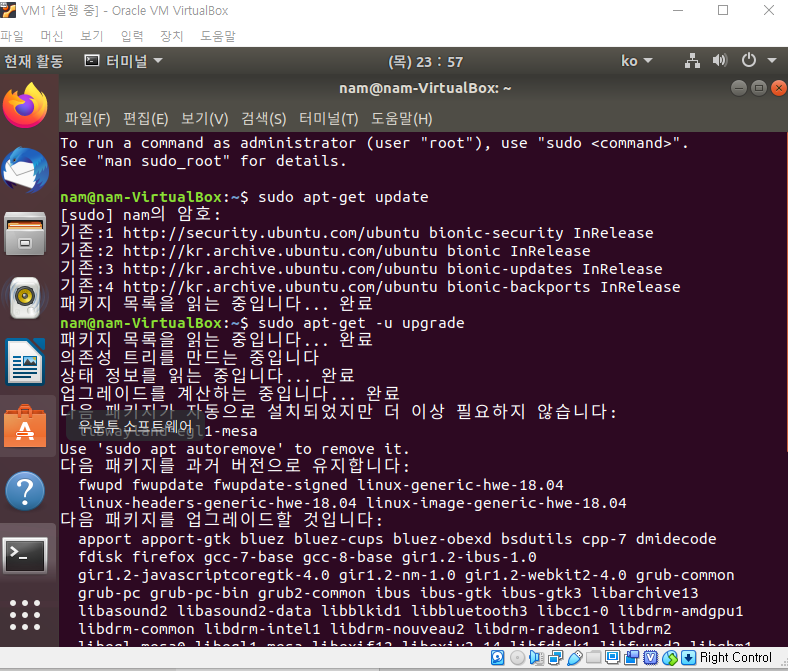 VM1 [실행 중] - Oracle VM VirtualBox
파일 머신 보기 입력 장치 도움말
현재 활동 터미널 (목) 23 : 57 ko
nam@nam-VirtualBox: ~
파일(F) 편집(E) 보기(V) 검색(S) 터미널(T) 도움말(H)
To run a command as administrator (user "root"), use "sudo <command>".
See "man sudo_root" for details.
nam@nam-VirtualBox:~$ sudo apt-get update
[sudo] nam의 암호:
기존:1 http://security.ubuntu.com/ubuntu bionic-security InRelease
기존:2 http://kr.archive.ubuntu.com/ubuntu bionic InRelease
기존:3 http://kr.archive.ubuntu.com/ubuntu bionic-updates InRelease
기존:4 http://kr.archive.ubuntu.com/ubuntu bionic-backports InRelease
패키지 목록을 읽는 중입니다... 완료
nam@nam-VirtualBox:~$ sudo apt-get -u upgrade
패키지 목록을 읽는 중입니다... 완료
의존성 트리를 만드는 중입니다
상태 정보를 읽는 중입니다... 완료
업그레이드를 계산하는 중입니다... 완료
다음 패키지가 자동으로 설치되었지만 더 이상 필요하지 않습니다:
우분투 소프트웨어
libwayland-egl1-mesa
Use 'sudo apt autoremove' to remove it.
다음 패키지를 과거 버전으로 유지합니다:
fwupd fwupdate fwupdate-signed linux-generic-hwe-18.04
linux-headers-generic-hwe-18.04 linux-image-generic-hwe-18.04
다음 패키지를 업그레이드할 것입니다:
apport apport-gtk bluez bluez-cups bluez-obexd bsdutils cpp-7 dmidecode
fdisk firefox gcc-7-base gcc-8-base gir1.2-ibus-1.0
gir1.2-javascriptcoregtk-4.0 gir1.2-nm-1.0 gir1.2-webkit2-4.0 grub-common
grub-pc grub-pc-bin grub2-common ibus ibus-gtk ibus-gtk3 libarchive13
libasound2 libasound2-data libblkid1 libbluetooth3 libcc1-0 libdrm-amdgpu1
libdrm-common libdrm-intel1 libdrm-nouveau2 libdrm-radeon1 libdrm2
libegl-mesa0 libegl1-mesa libexif12 libexiv2-14 libfdisk1 libfwupd2 libgbm1
Right Control